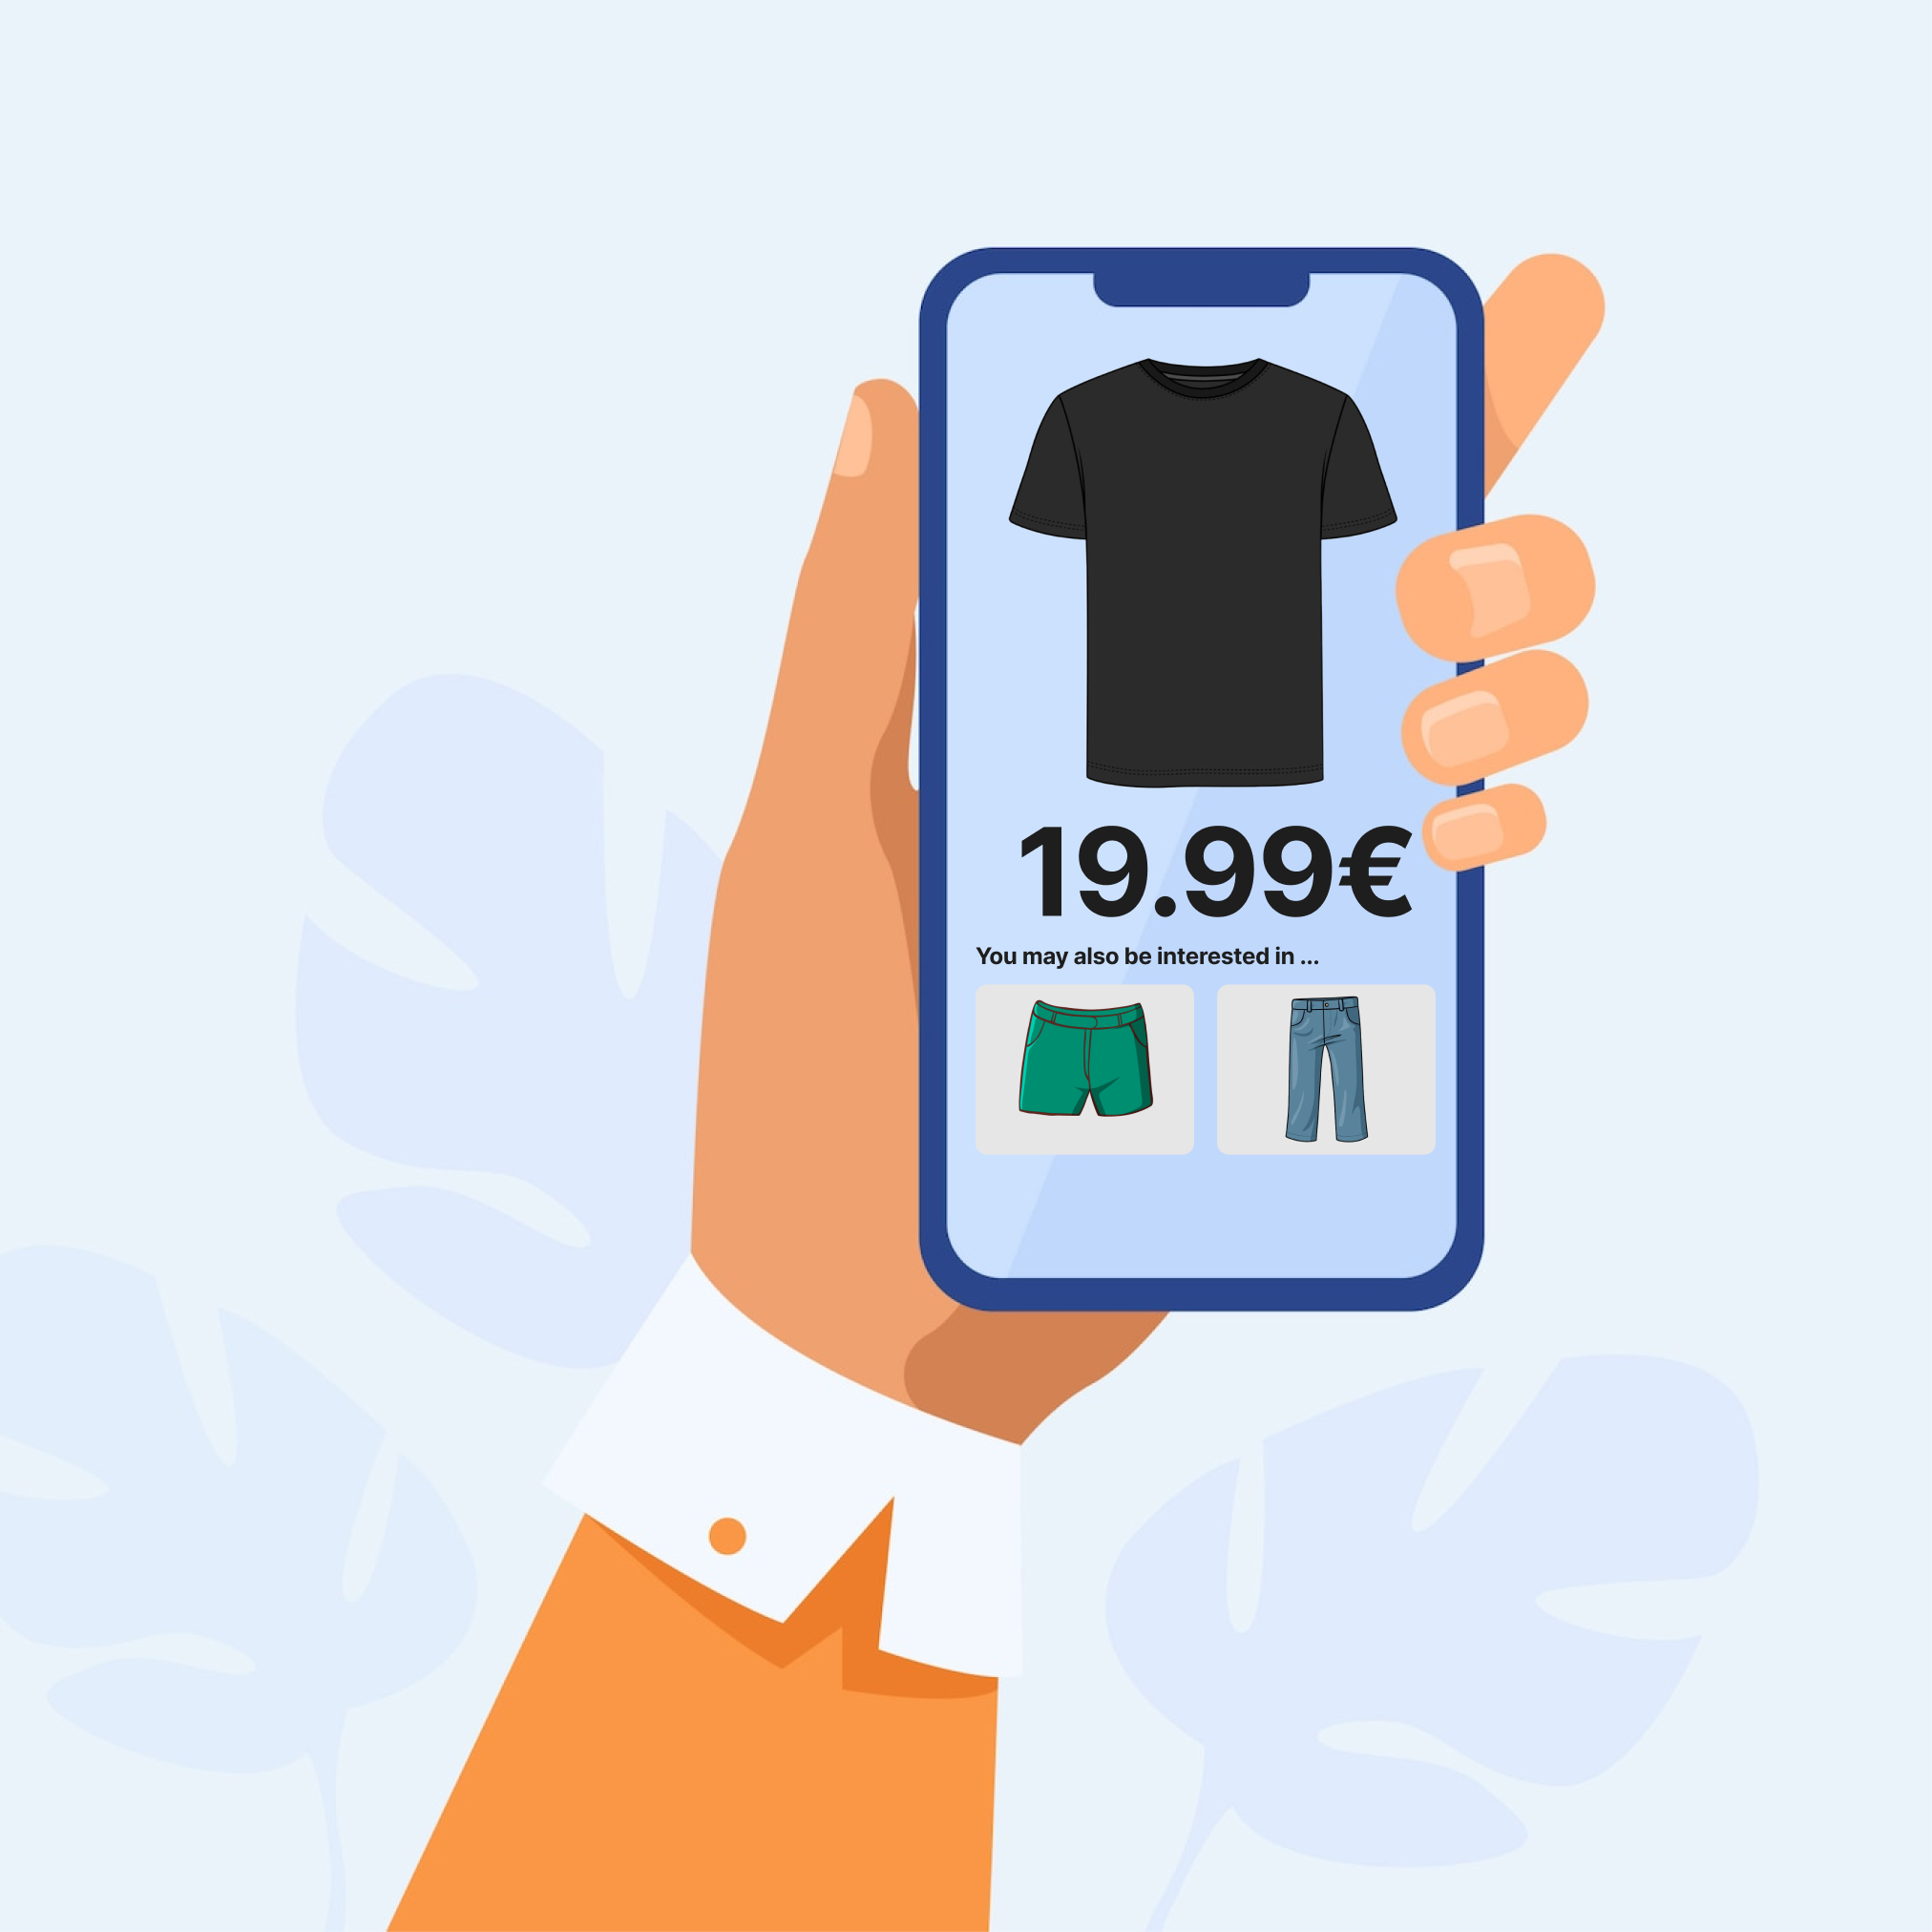 19.99€
You may also be interested in ...